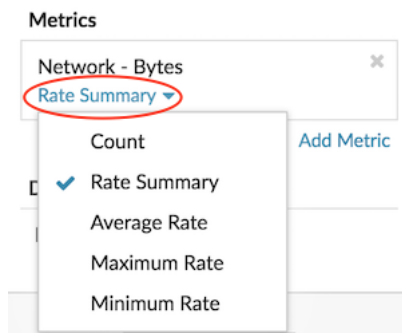 Metrics
Network - Bytes
Rate Summary
Count
Add Metric
Rate Summary
Average Rate
Maximum Rate
Minimum Rate